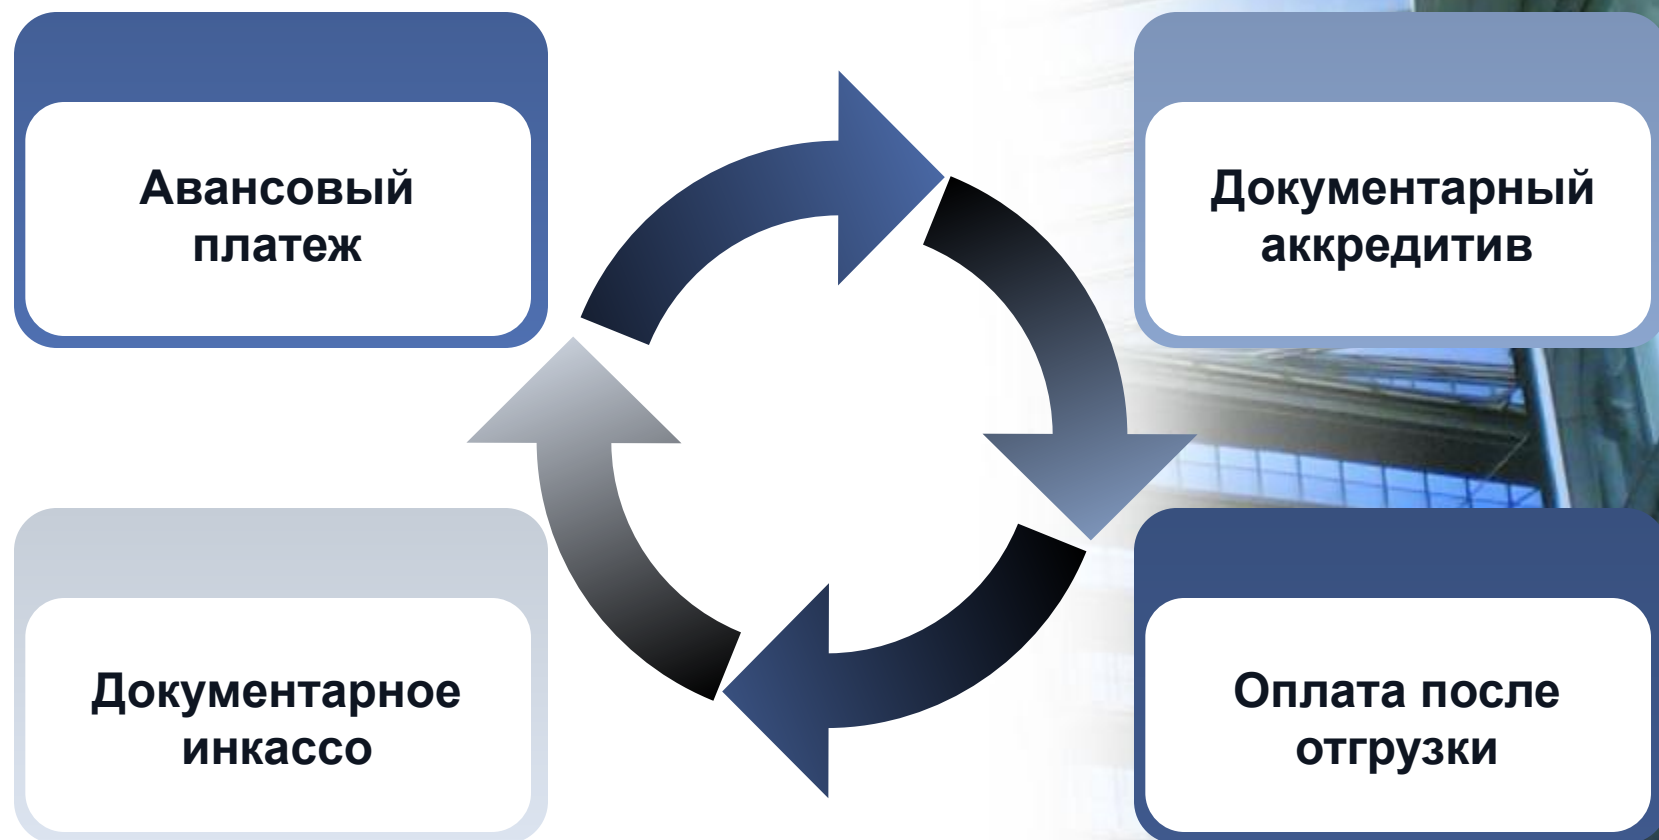 Авансовый
платеж
Документарный
аккредитив
Документарное
инкассо
Оплата после
отгрузки